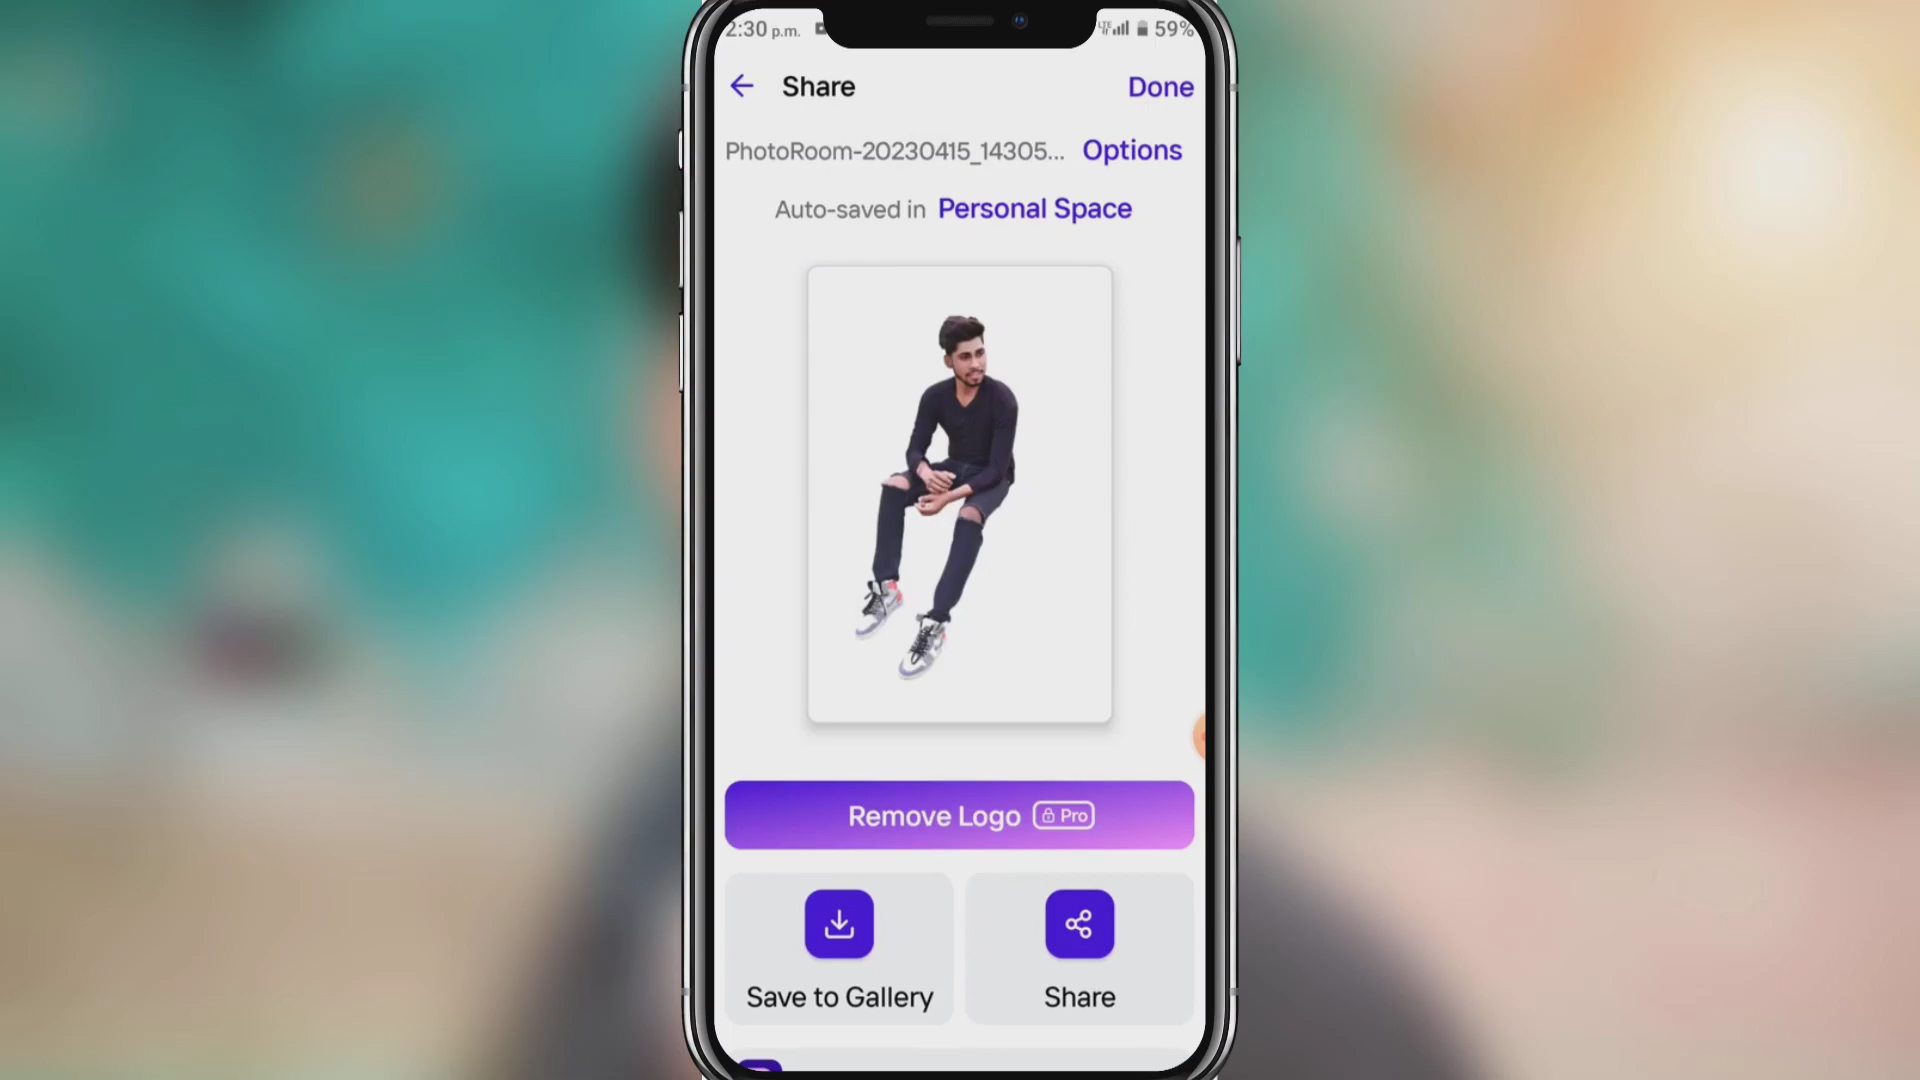 2:30 p.m. 59%
Share Done
PhotoRoom-20230415_14305... Options
Auto-saved in Personal Space
Remove Logo Pro
Save to Gallery Share